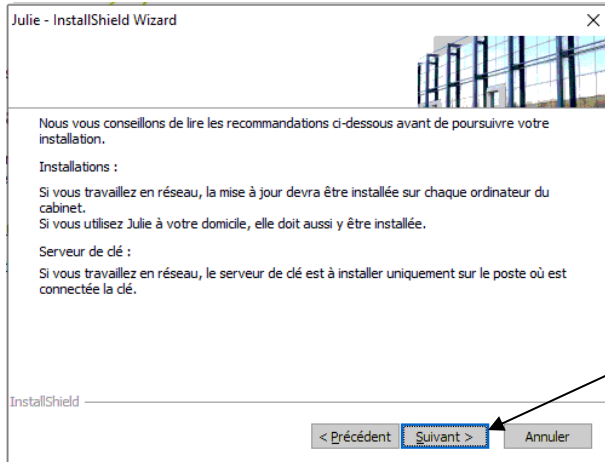 Julie - InstallShield Wizard
Nous vous conseillons de lire les recommandations ci-dessous avant de poursuivre votre
installation.
Installations :
Si vous travaillez en réseau, la mise à jour devra être installée sur chaque ordinateur du
cabinet.
Si vous utilisez Julie à votre domicile, elle doit aussi y être installée.
Serveur de clé :
Si vous travaillez en réseau, le serveur de clé est à installer uniquement sur le poste où est
connectée la clé.
InstallShield
< Précédent Suivant > Annuler